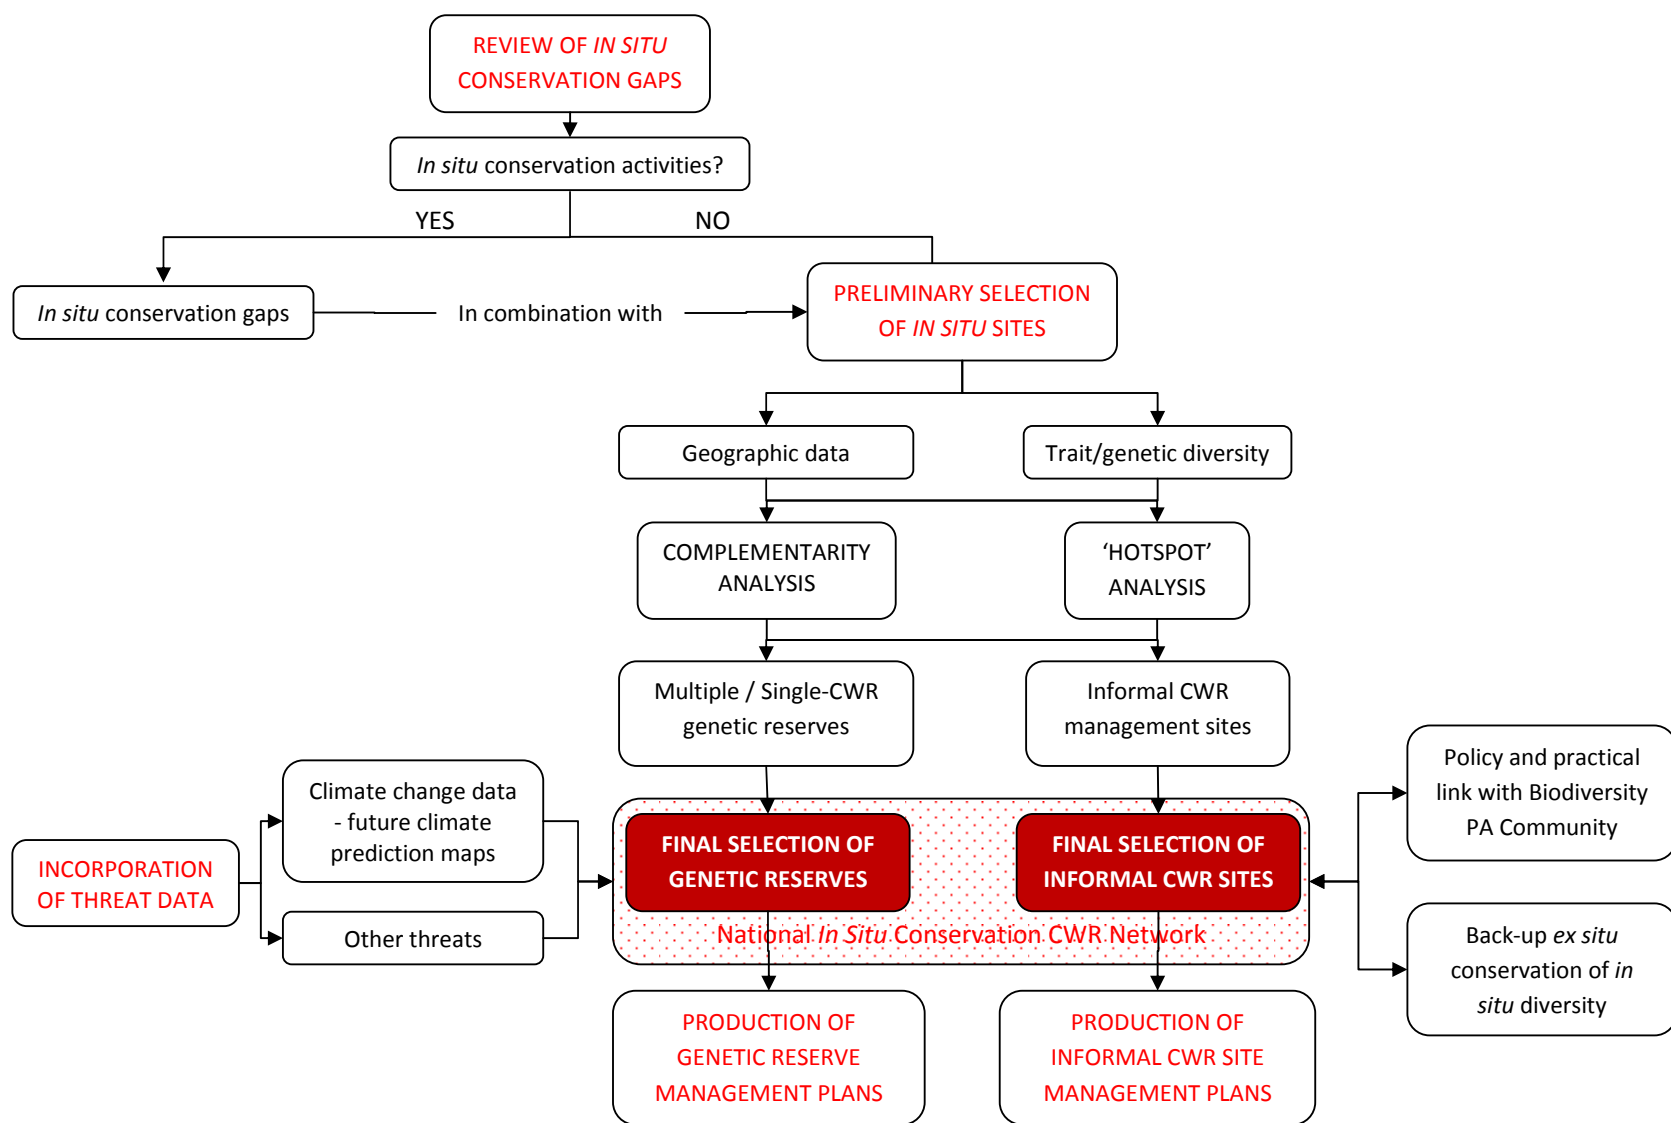 REVIEW OF IN SITU
CONSERVATION GAPS
In situ conservation activities?
YES
NO
In situ conservation gaps
In combination with
PRELIMINARY SELECTION
OF IN SITU SITES
Geographic data
Trait/genetic diversity
COMPLEMENTARITY
ANALYSIS
‘HOTSPOT’
ANALYSIS
Multiple / Single-CWR
genetic reserves
Informal CWR
management sites
Climate change data
- future climate
prediction maps
INCORPORATION
OF THREAT DATA
Other threats
FINAL SELECTION OF
GENETIC RESERVES
FINAL SELECTION OF
INFORMAL CWR SITES
National In Situ Conservation CWR Network
Policy and practical
link with Biodiversity
PA Community
Back-up ex situ
conservation of in
situ diversity
PRODUCTION OF
GENETIC RESERVE
MANAGEMENT PLANS
PRODUCTION OF
INFORMAL CWR SITE
MANAGEMENT PLANS